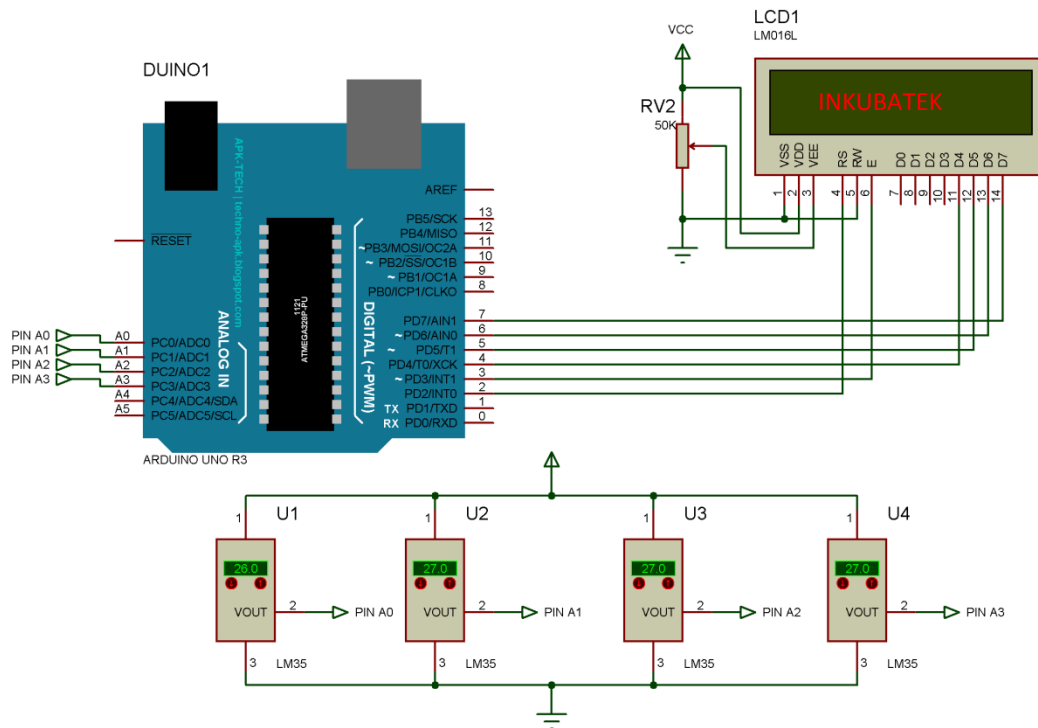 LCD1
LM016L
VCC
DUINO1
INKUBATEK
RV2
50K
VSS
VDD
VEE
RS
RW
E
D0
D1
D2
D3
D4
D5
D6
D7
1
2
3
4
5
6
7
8
9
10
11
12
13
14
APK-TECH | techno-apk.blogspot.com
AREF
RESET
PB5/SCK 13
PB4/MISO 12
~PB3/MOSI/OC2A 11
~ PB2/SS/OC1B 10
~ PB1/OC1A 9
PB0/ICP1/CLKO 8
1121
ATMEGA328P-PU
ANALOG IN
DIGITAL (~PWM)
PD7/AIN1 7
~ PD6/AIN0 6
~ PD5/T1 5
PD4/T0/XCK 4
~ PD3/INT1 3
PD2/INT0 2
TX PD1/TXD 1
RX PD0/RXD 0
PIN A0 A0 PC0/ADC0
PIN A1 A1 PC1/ADC1
PIN A2 A2 PC2/ADC2
PIN A3 A3 PC3/ADC3
A4 PC4/ADC4/SDA
A5 PC5/ADC5/SCL
ARDUINO UNO R3
1 U1
26.0
VOUT 2 PIN A0
3 LM35
1 U2
27.0
VOUT 2 PIN A1
3 LM35
1 U3
27.0
VOUT 2 PIN A2
3 LM35
1 U4
27.0
VOUT 2 PIN A3
3 LM35